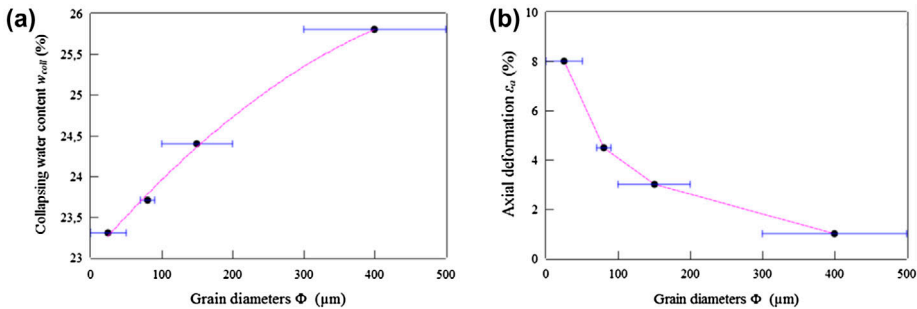 (a)
Collapsing water content w_coll (%)
26
25,5
25
24,5
24
23,5
23
0 100 200 300 400 500
Grain diameters Φ (µm)
(b)
Axial deformation ε_a (%)
10
8
6
4
2
0
0 100 200 300 400 500
Grain diameters Φ (µm)